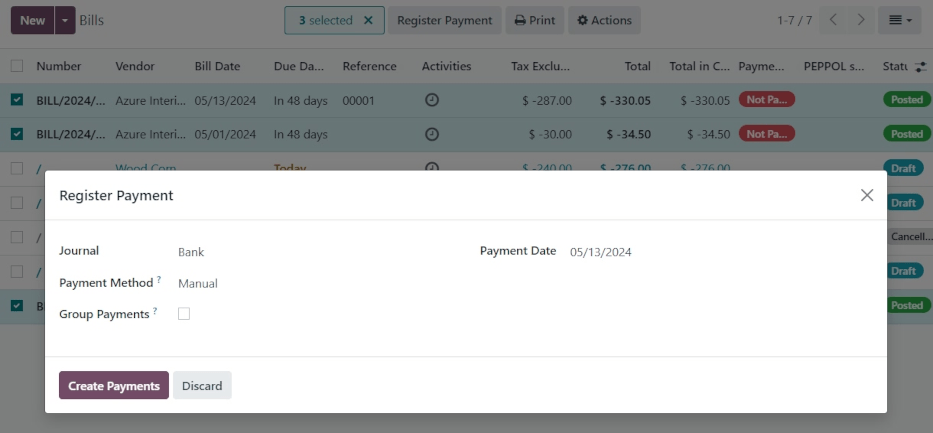 New Bills 3 selected × Register Payment Print Actions 1-7 / 7
Number Vendor Bill Date Due Da... Reference Activities Tax Exclu... Total Total in C... Payme... PEPPOL s... Statu
BILL/2024/... Azure Interi... 05/13/2024 In 48 days 00001 $ -287.00 $ -330.05 $ -330.05 Not Pa... Posted
BILL/2024/... Azure Interi... 05/01/2024 In 48 days $ -30.00 $ -34.50 $ -34.50 Not Pa... Posted
/ Wood Corn Today $ -240.00 $ -276.00 $ -276.00 Draft
Register Payment
/ Draft
/ Cancell...
Journal Bank Payment Date 05/13/2024
/ Draft
Payment Method ? Manual
B Posted
Group Payments ?
Create Payments Discard